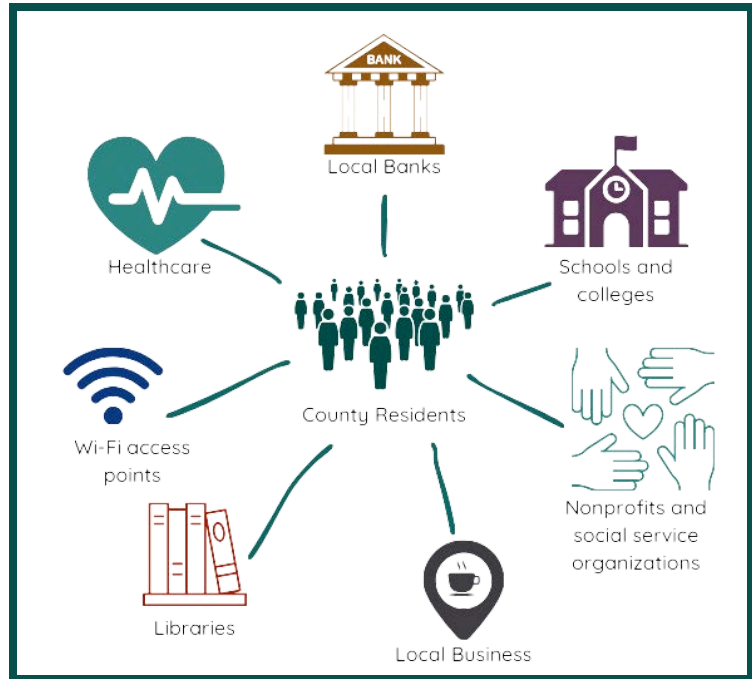 BANK
Local Banks
Healthcare
Schools and
colleges
County Residents
Wi-Fi access
points
Nonprofits and
social service
organizations
Libraries
Local Business